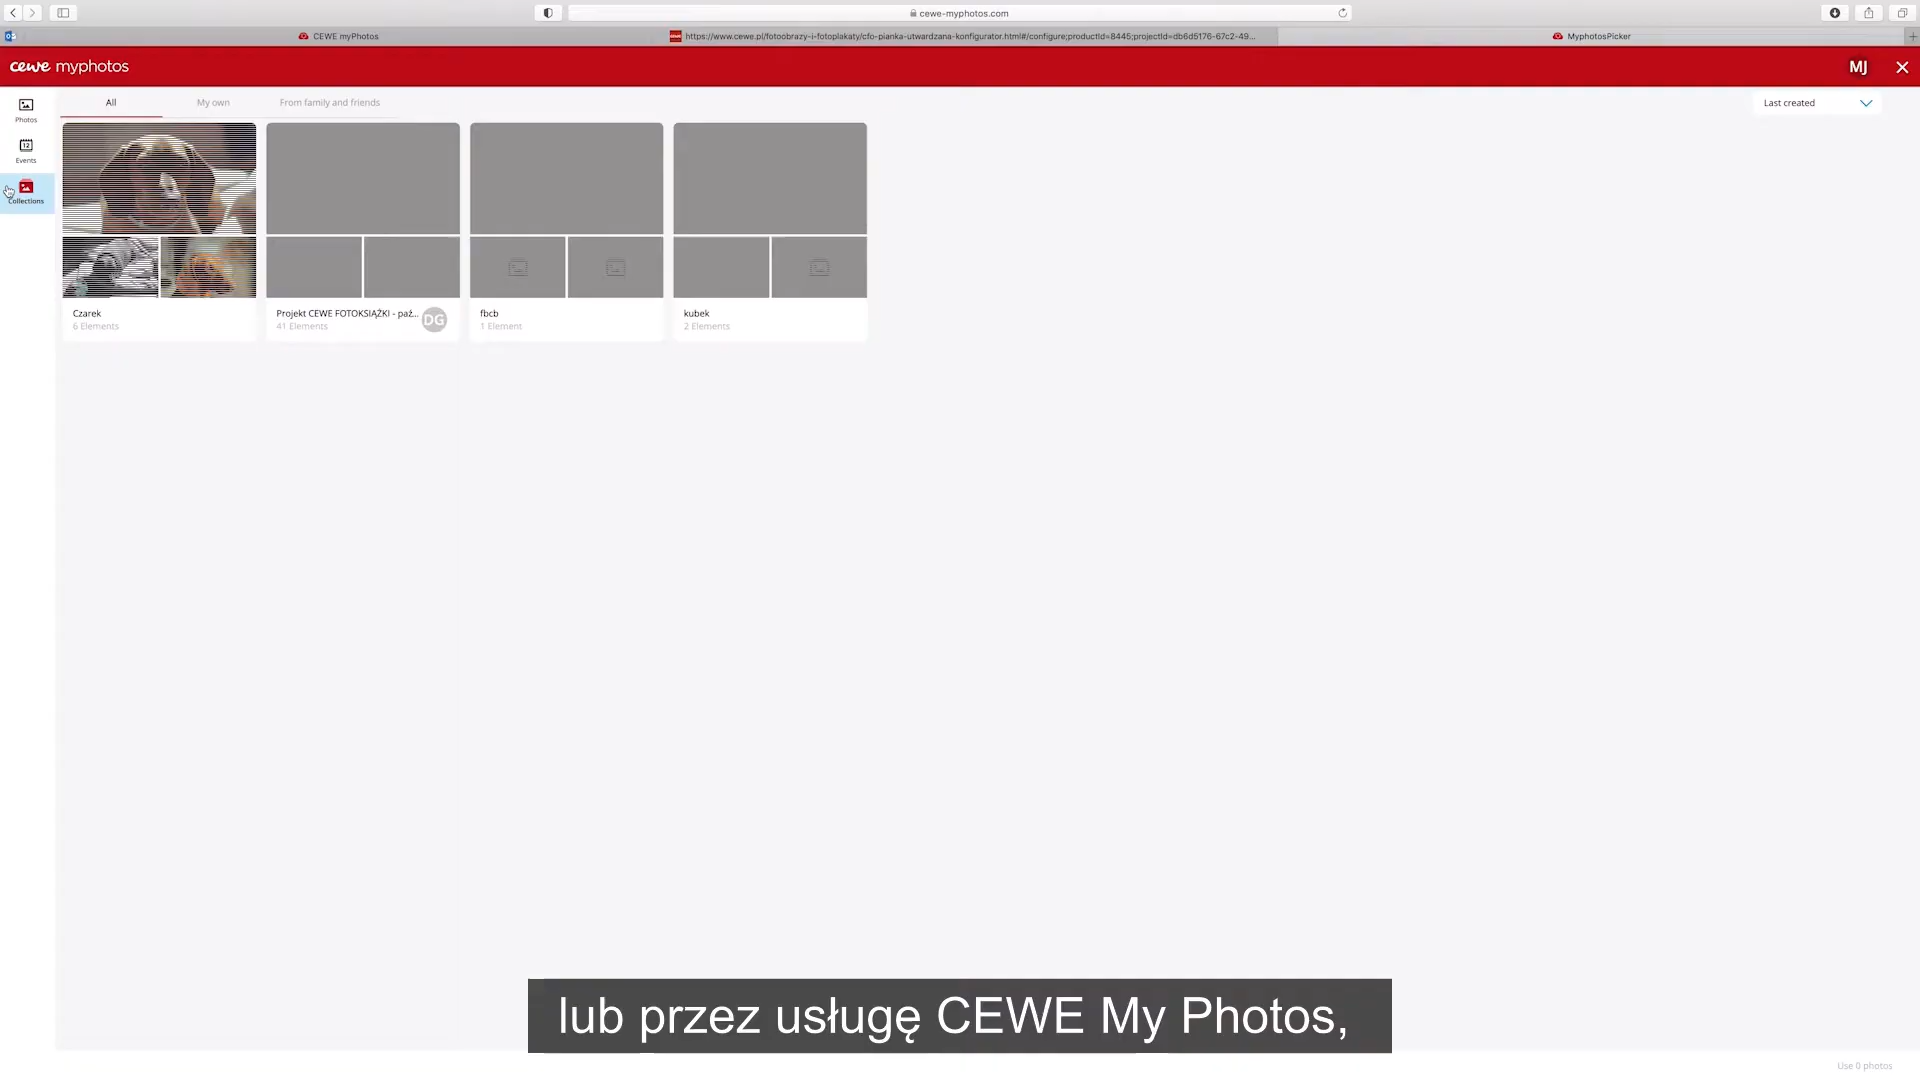 cewe-myphotos.com
CEWE myPhotos
https://www.cewe.pl/fotoobrazy-i-fotoplakaty/cfo-pianka-utwardzana-konfigurator.html#/configure;productId=8445;projectId=db6d5176-67c2-49...
MyphotosPicker
cewe myphotos
MJ
Photos
12
Events
Collections
All
My own
From family and friends
Last created
Czarek
6 Elements
Projekt CEWE FOTOKSIĄŻKI - paź...
41 Elements
DG
fbcb
1 Element
kubek
2 Elements
lub przez usługę CEWE My Photos,
Use 0 photos